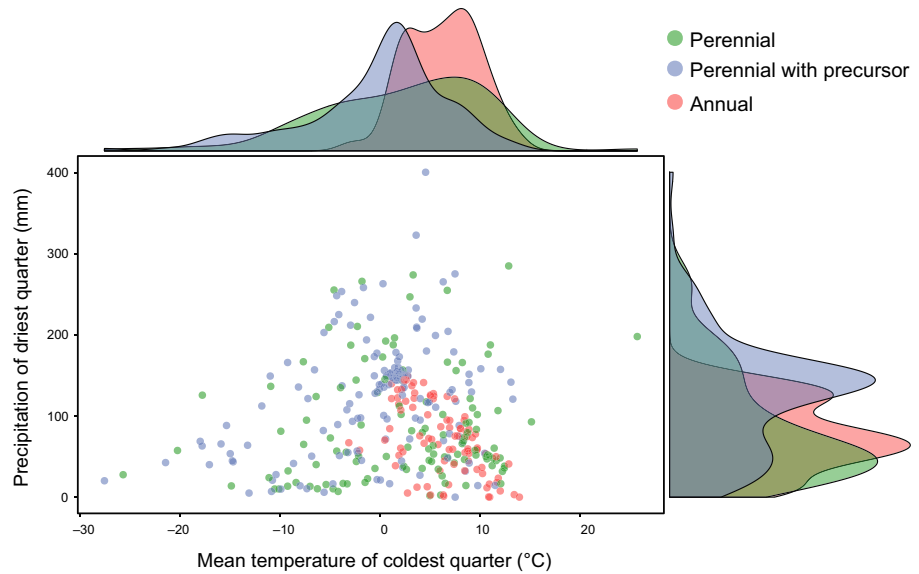 Perennial
Perennial with precursor
Annual
Precipitation of driest quarter (mm)
400
300
200
100
0
–30
–20
–10
0
10
20
Mean temperature of coldest quarter (°C)